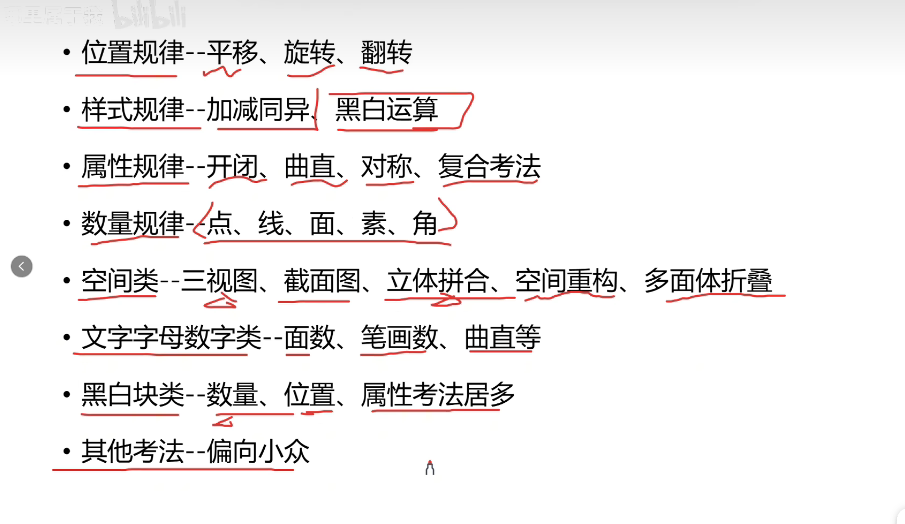 bilibili
• 位置规律--平移、旋转、翻转
• 样式规律--加减同异、黑白运算
• 属性规律--开闭、曲直、对称、复合考法
• 数量规律--点、线、面、素、角
• 空间类--三视图、截面图、立体拼合、空间重构、多面体折叠
• 文字字母数字类--面数、笔画数、曲直等
• 黑白块类--数量、位置、属性考法居多
• 其他考法--偏向小众